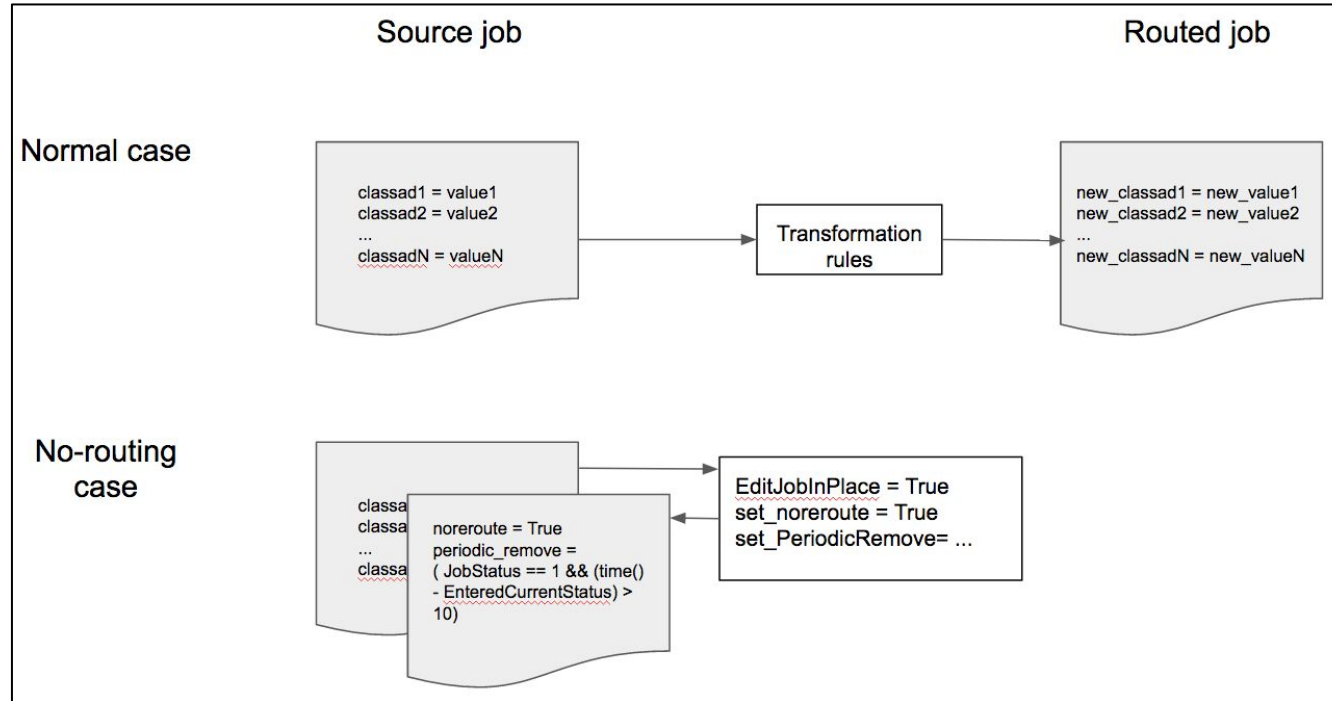 Source job
Routed job
Normal case
classad1 = value1
classad2 = value2
...
classadN = valueN
Transformation
rules
new_classad1 = new_value1
new_classad2 = new_value2
...
new_classadN = new_valueN
No-routing
case
classa
classa
...
classa
noreroute = True
periodic_remove =
( JobStatus == 1 && (time()
- EnteredCurrentStatus) >
10)
EditJobInPlace = True
set_noreroute = True
set_PeriodicRemove= ...